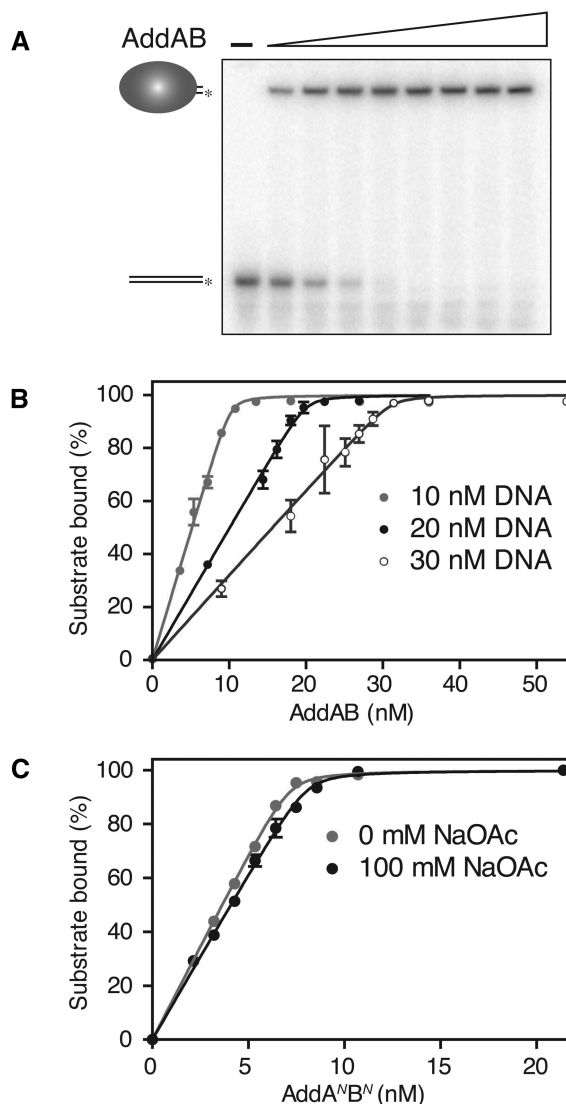 A
AddAB
*
*
B
100
80
60
40
20
0
Substrate bound (%)
10 nM DNA
20 nM DNA
30 nM DNA
0 10 20 30 40 50
AddAB (nM)
C
100
80
60
40
20
0
Substrate bound (%)
0 mM NaOAc
100 mM NaOAc
0 5 10 15 20
AddAᴺBᴺ (nM)